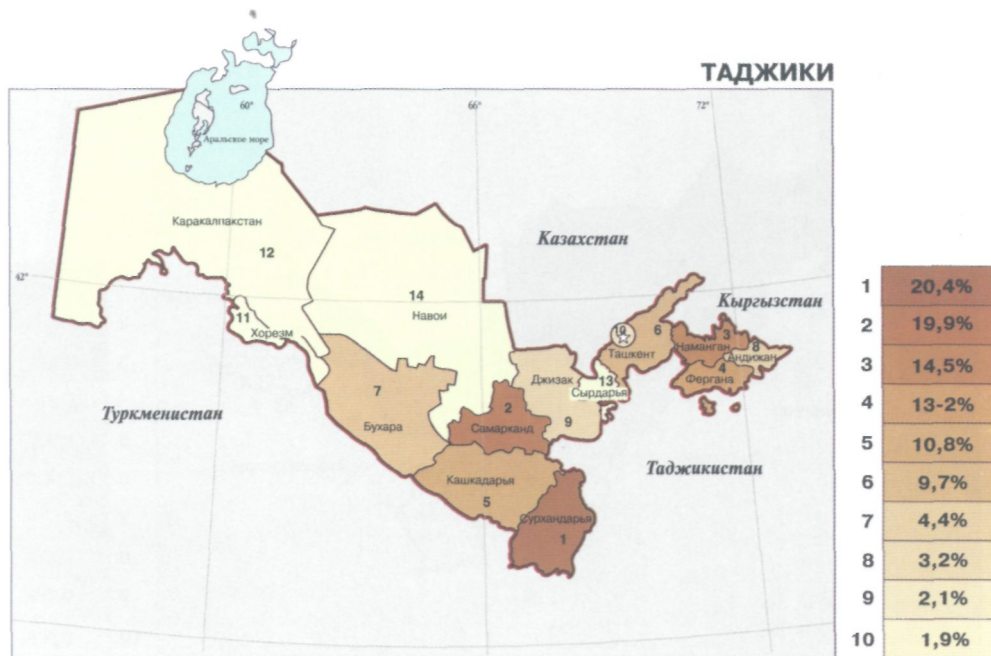 ТАДЖИКИ
60°
66°
72°
Аральское море
Каракалпакстан
12
Казахстан
42°
14
Навои
Кыргызстан
11
Хорезм
10
6
Ташкент
3
Наманган
8
Андижан
4
Фергана
13
Сырдарья
Джизак
9
7
Бухара
2
Самарканд
Туркменистан
Таджикистан
Кашкадарья
5
Сурхандарья
1
1 20,4%
2 19,9%
3 14,5%
4 13-2%
5 10,8%
6 9,7%
7 4,4%
8 3,2%
9 2,1%
10 1,9%